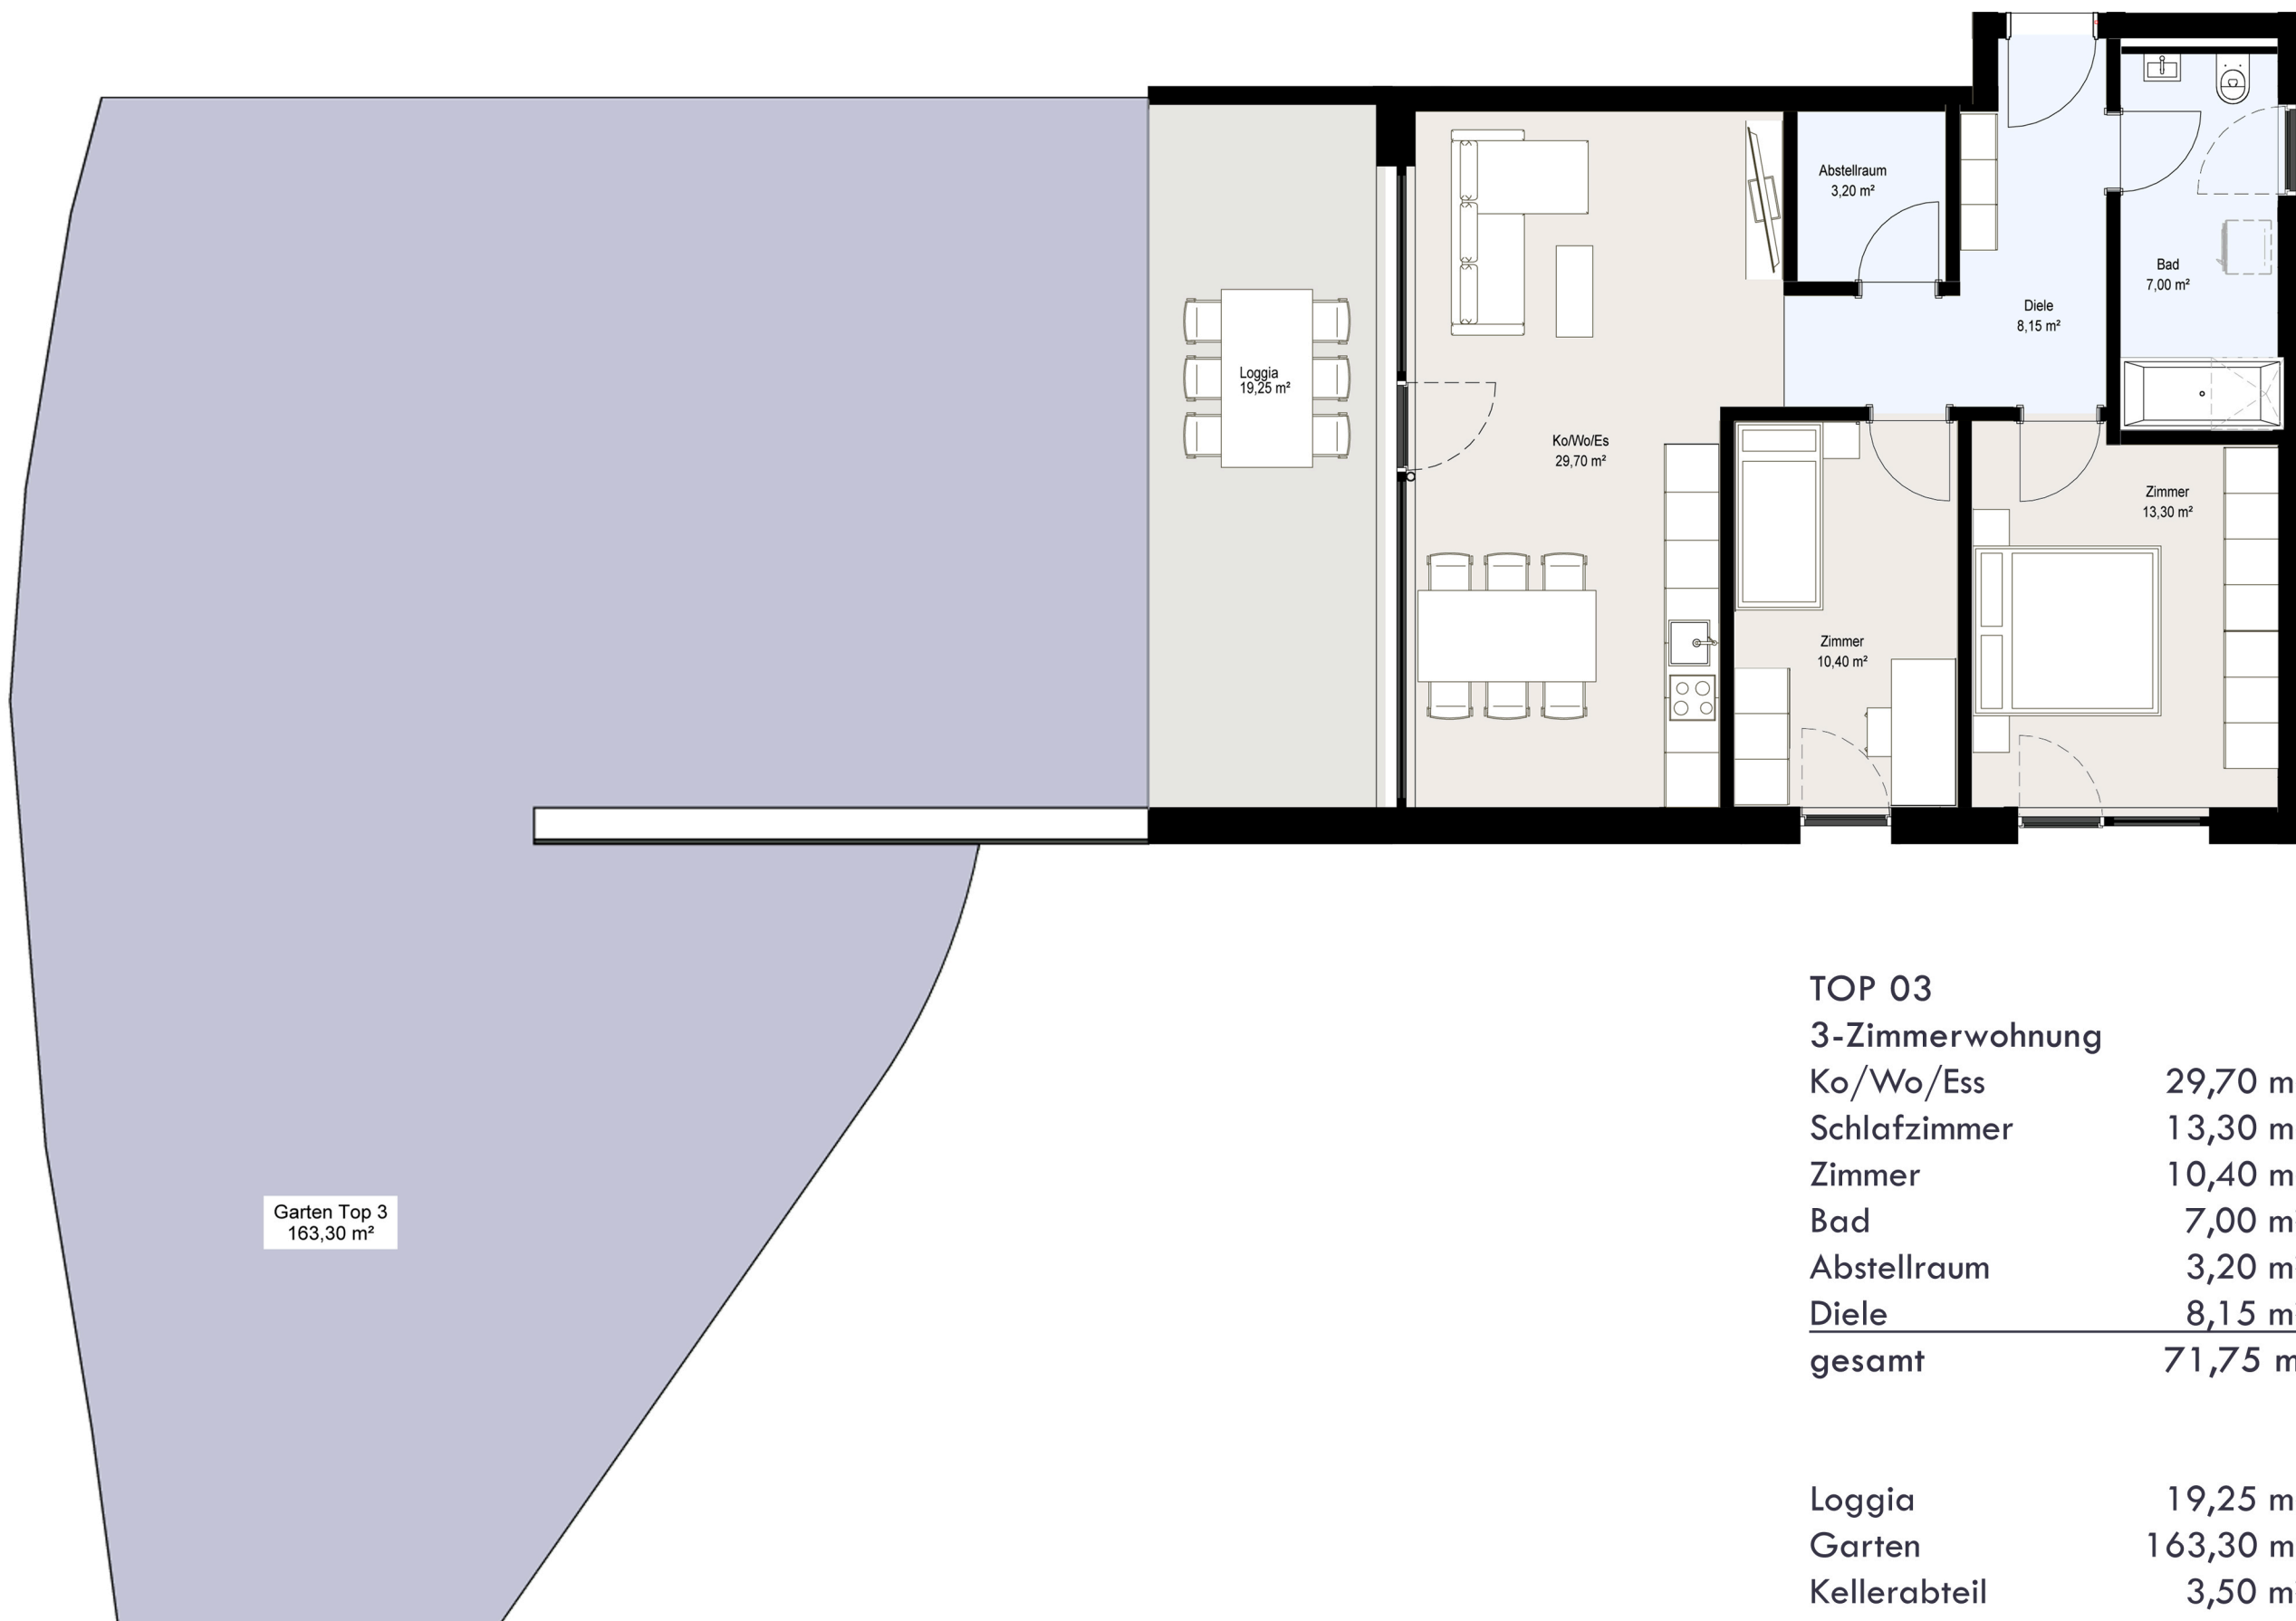 Abstellraum
3,20 m²
Bad
7,00 m²
Diele
8,15 m²
Loggia
19,25 m²
Ko/Wo/Es
29,70 m²
Zimmer
13,30 m²
Zimmer
10,40 m²
Garten Top 3
163,30 m²
TOP 03
3-Zimmerwohnung
Ko/Wo/Ess 29,70 m
Schlafzimmer 13,30 m
Zimmer 10,40 m
Bad 7,00 m
Abstellraum 3,20 m
Diele 8,15 m
gesamt 71,75 m
Loggia 19,25 m
Garten 163,30 m
Kellerabteil 3,50 m